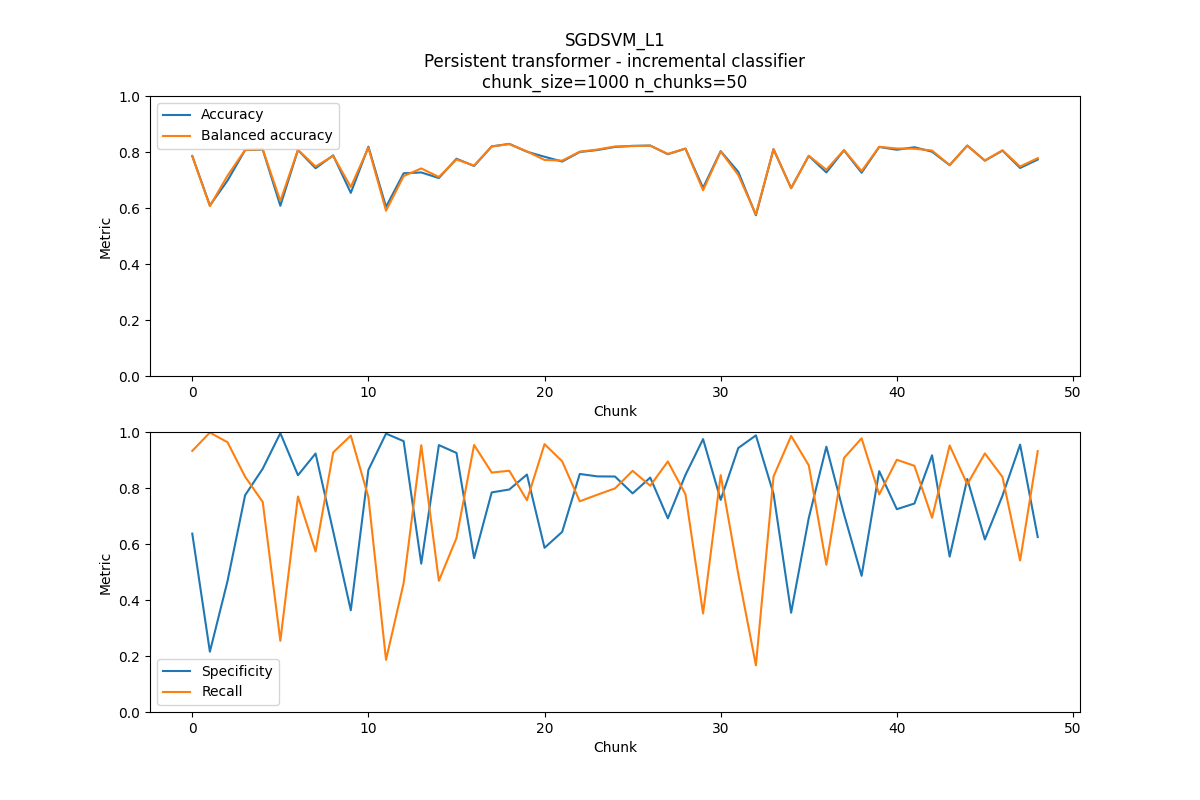 SGDSVM_L1
Persistent transformer - incremental classifier
chunk_size=1000 n_chunks=50
1.0
0.8
0.6
0.4
0.2
0.0
Metric
Accuracy
Balanced accuracy
0 10 20 30 40 50
Chunk
1.0
0.8
0.6
0.4
0.2
0.0
Metric
Specificity
Recall
0 10 20 30 40 50
Chunk